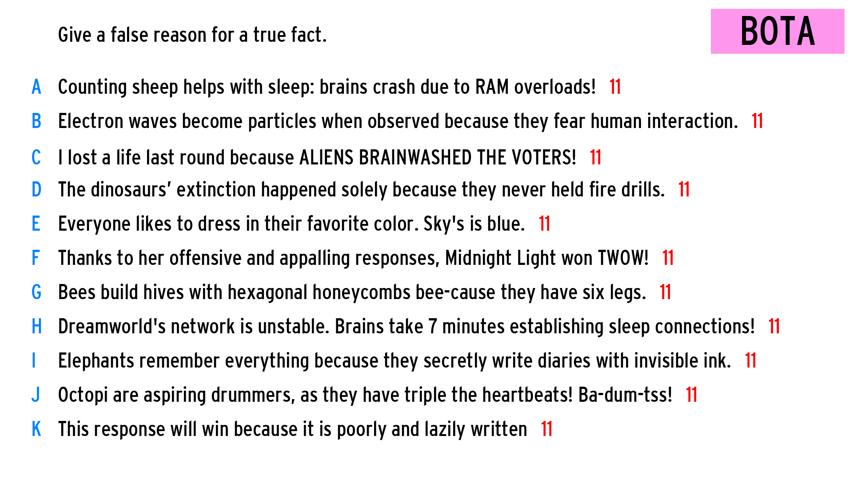 Give a false reason for a true fact.
BOTA
A Counting sheep helps with sleep: brains crash due to RAM overloads! 11
B Electron waves become particles when observed because they fear human interaction. 11
C I lost a life last round because ALIENS BRAINWASHED THE VOTERS! 11
D The dinosaurs' extinction happened solely because they never held fire drills. 11
E Everyone likes to dress in their favorite color. Sky's is blue. 11
F Thanks to her offensive and appalling responses, Midnight Light won TWOW! 11
G Bees build hives with hexagonal honeycombs bee-cause they have six legs. 11
H Dreamworld's network is unstable. Brains take 7 minutes establishing sleep connections! 11
I Elephants remember everything because they secretly write diaries with invisible ink. 11
J Octopi are aspiring drummers, as they have triple the heartbeats! Ba-dum-tss! 11
K This response will win because it is poorly and lazily written 11